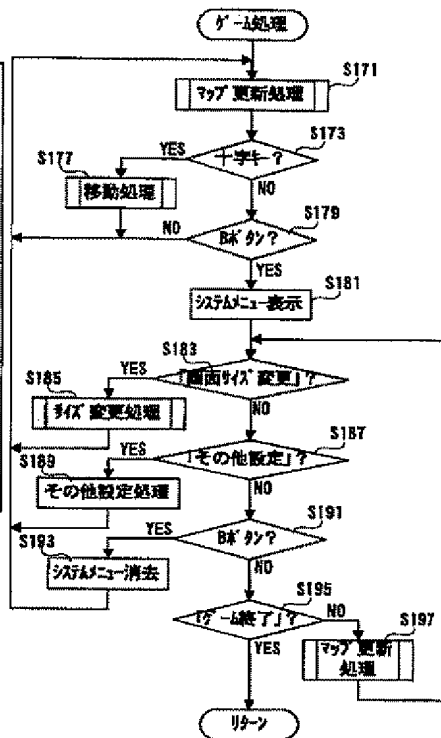 ゲーム処理
S171
マップ更新処理
S173
十字キー?
YES
NO
S177
移動処理
S179
Bボタン?
NO
YES
S181
システムメニュー表示
S183
「画面サイズ変更」?
YES
NO
S185
サイズ変更処理
S187
「その他設定」?
YES
NO
S189
その他設定処理
S191
Bボタン?
YES
NO
S193
システムメニュー消去
S195
「ゲーム終了」?
NO
YES
S197
マップ更新
処理
リターン